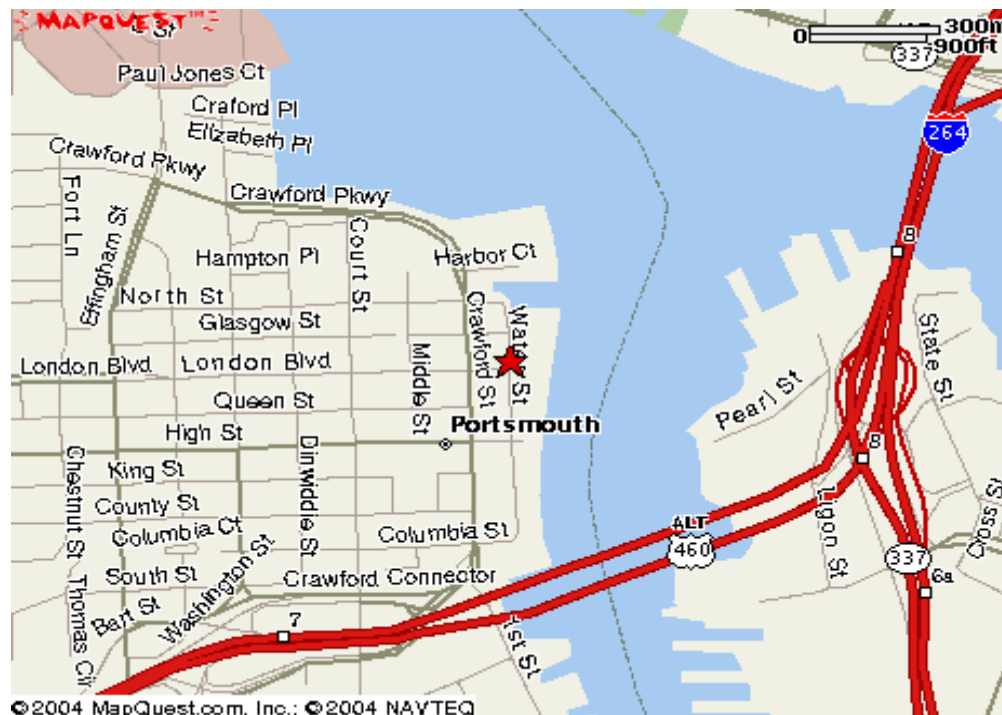 MAPQUEST™
St
300m
0
900ft
337
Paul Jones Ct
Craford Pl
Elizabeth Pl
264
Crawford Pkwy
Crawford Pkwy
Fort Ln
Effingham St
Court St
8
Hampton Pl
Harbor Ct
North St
Glasgow St
Crawford St
Water St
State St
London Blvd
London Blvd
Middle St
Pearl St
Queen St
Portsmouth
High St
8
King St
Chestnut St
Dinwiddie St
County St
Columbia Ct
Columbia St
ALT
460
Ligon St
Cross St
337
South St
Washington St
Crawford Connector
6a
Thomas Cir
Bart St
7
1st St
©2004 MapQuest.com, Inc.; ©2004 NAVTEQ